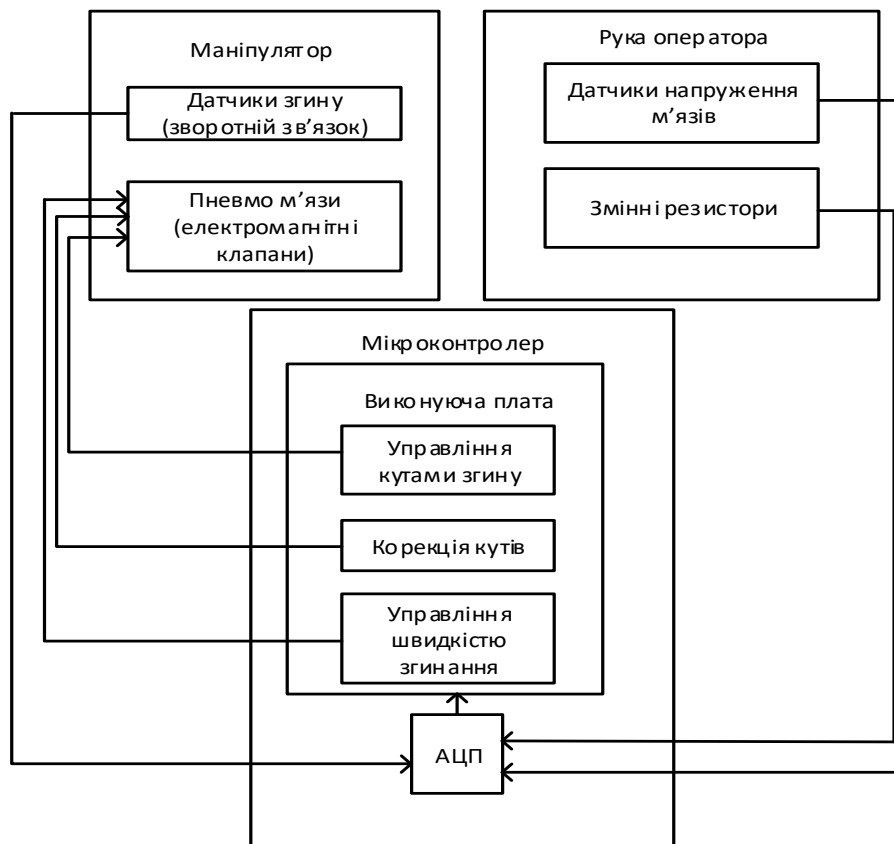 Маніпулятор
Датчики згину
(зворотній зв'язок)
Пневмо м'язи
(електромагнітні
клапани)
Рука оператора
Датчики напруження
м'язів
Змінні резистори
Мікроконтролер
Виконуюча плата
Управління
кутами згину
Корекція кутів
Управління
швидкістю
згинання
АЦП